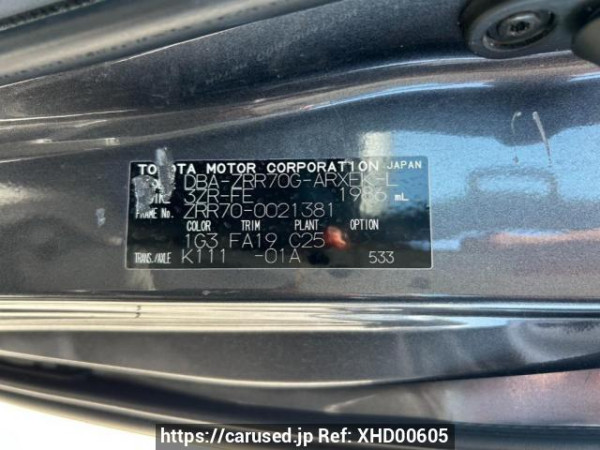 TOYOTA MOTOR CORPORATION JAPAN
DBA-ZRR70G-ARXEK-L
3ZR-FE 1986 mL
FRAME NO. ZRR70-0021381
COLOR TRIM PLANT OPTION
1G3 FA19 C25
TRANS./AXLE K111 -01A 533
https://carused.jp Ref: XHD00605